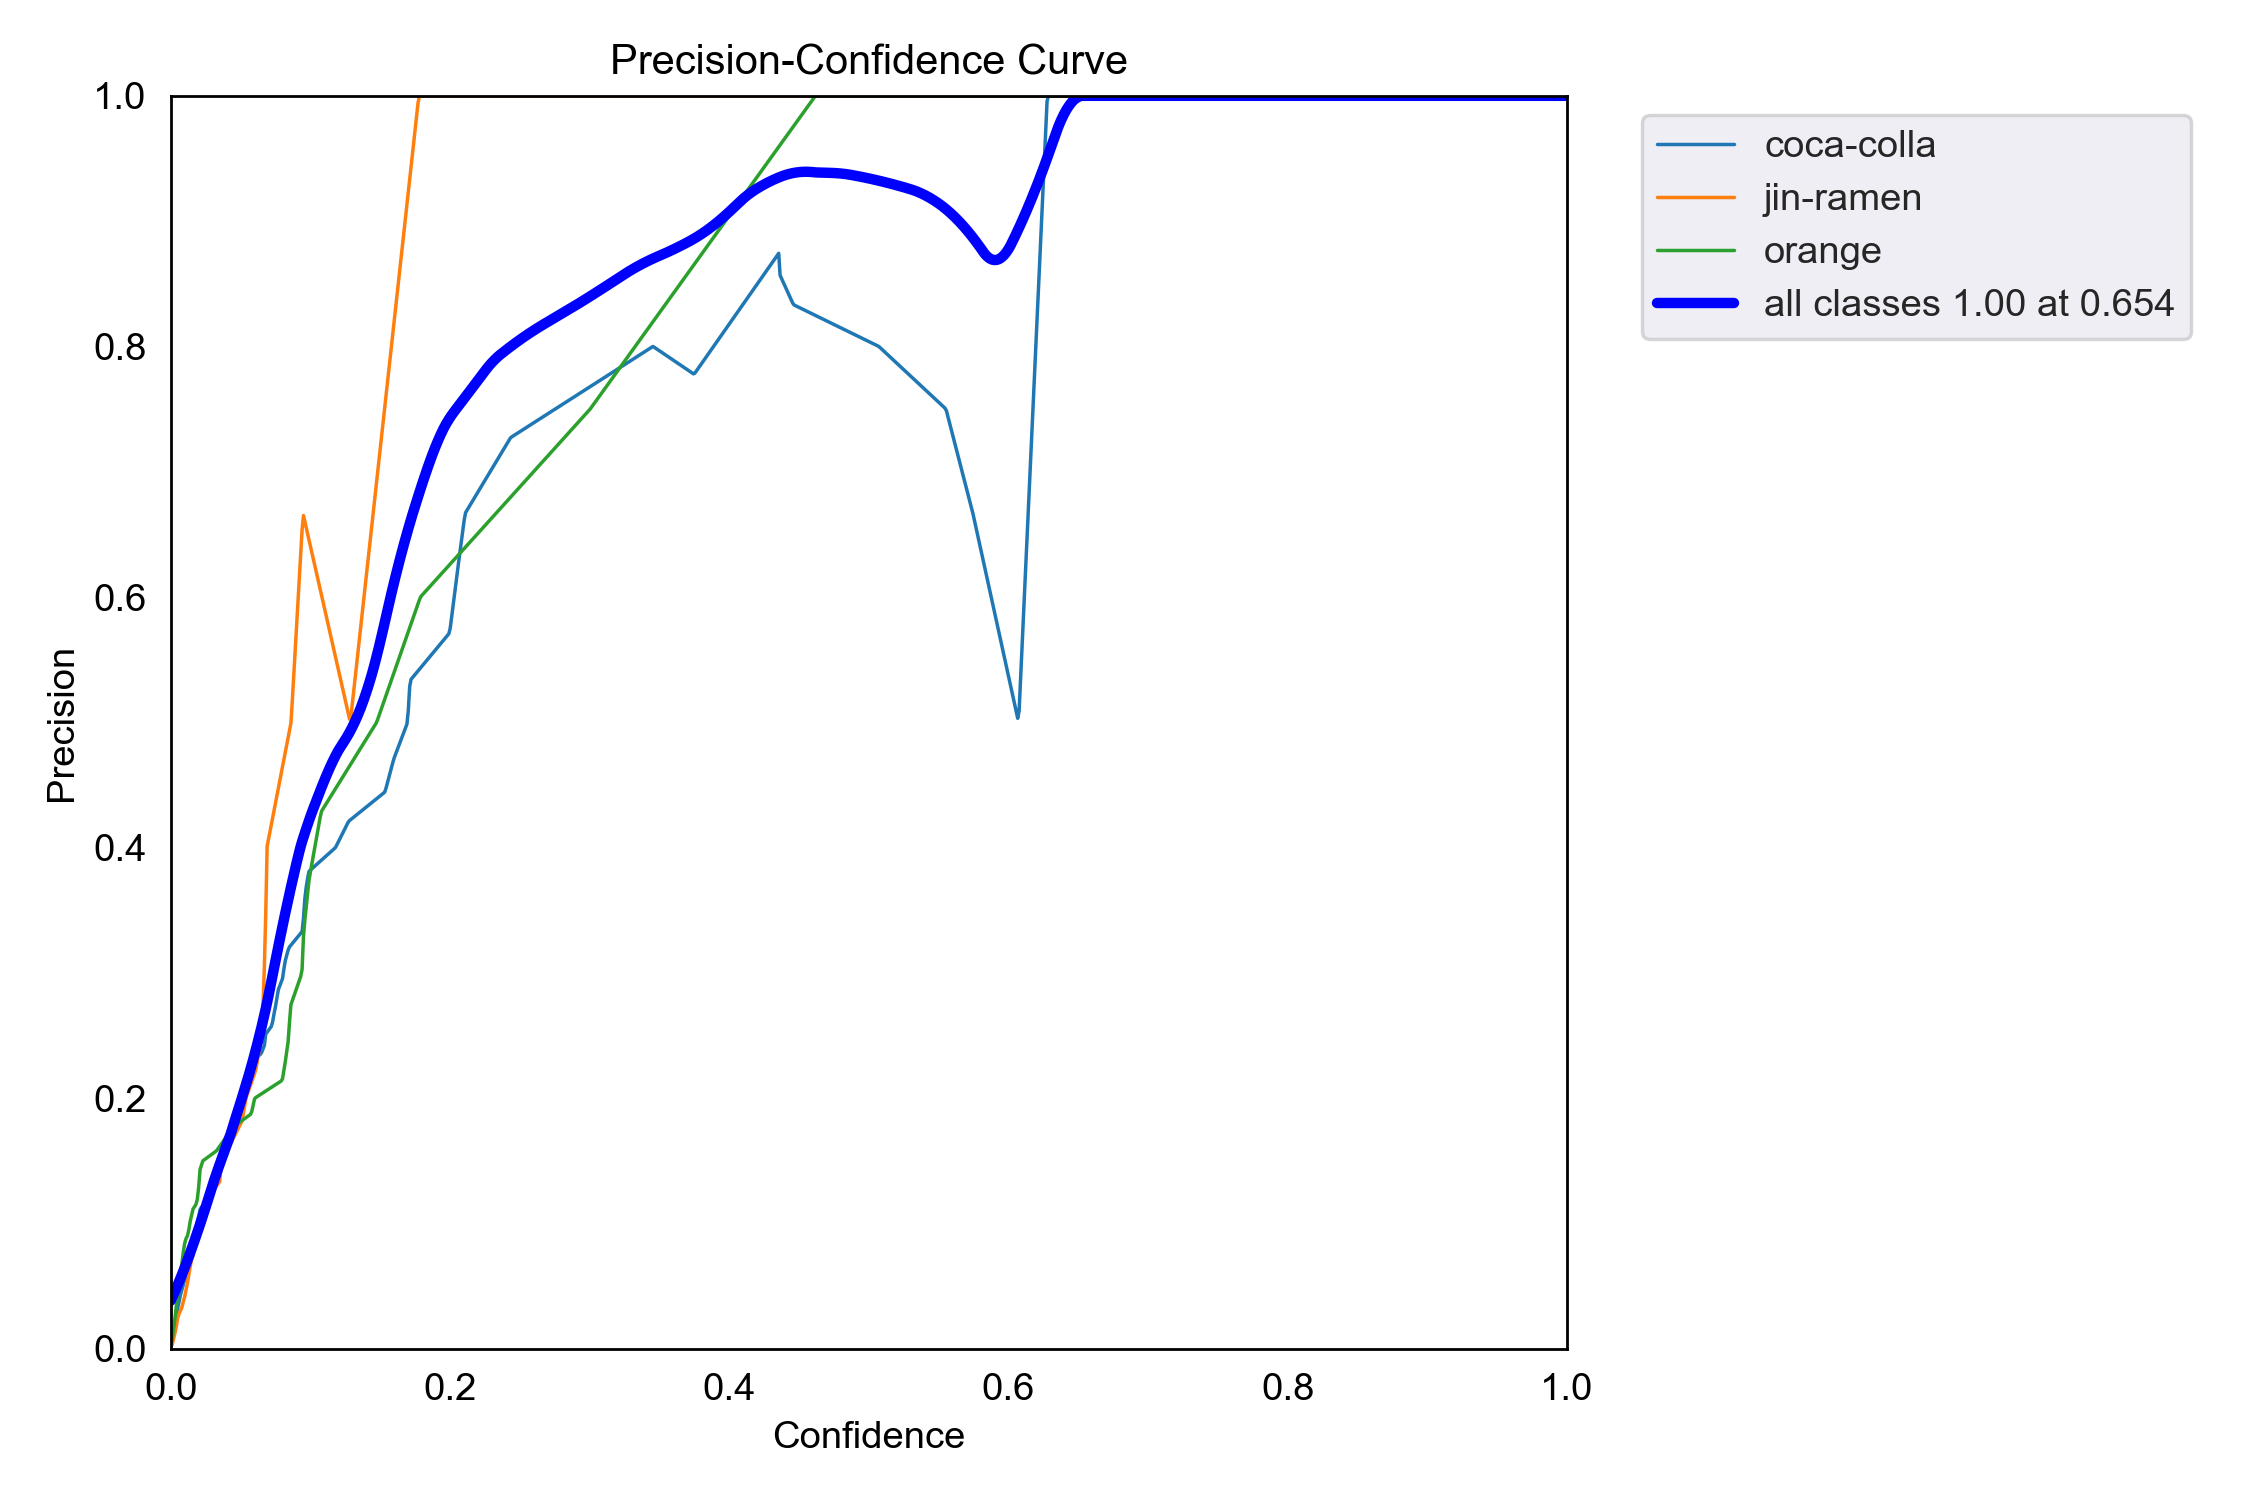 Precision-Confidence Curve
1.0
0.8
0.6
0.4
0.2
0.0
Precision
0.0 0.2 0.4 0.6 0.8 1.0
Confidence
coca-colla
jin-ramen
orange
all classes 1.00 at 0.654